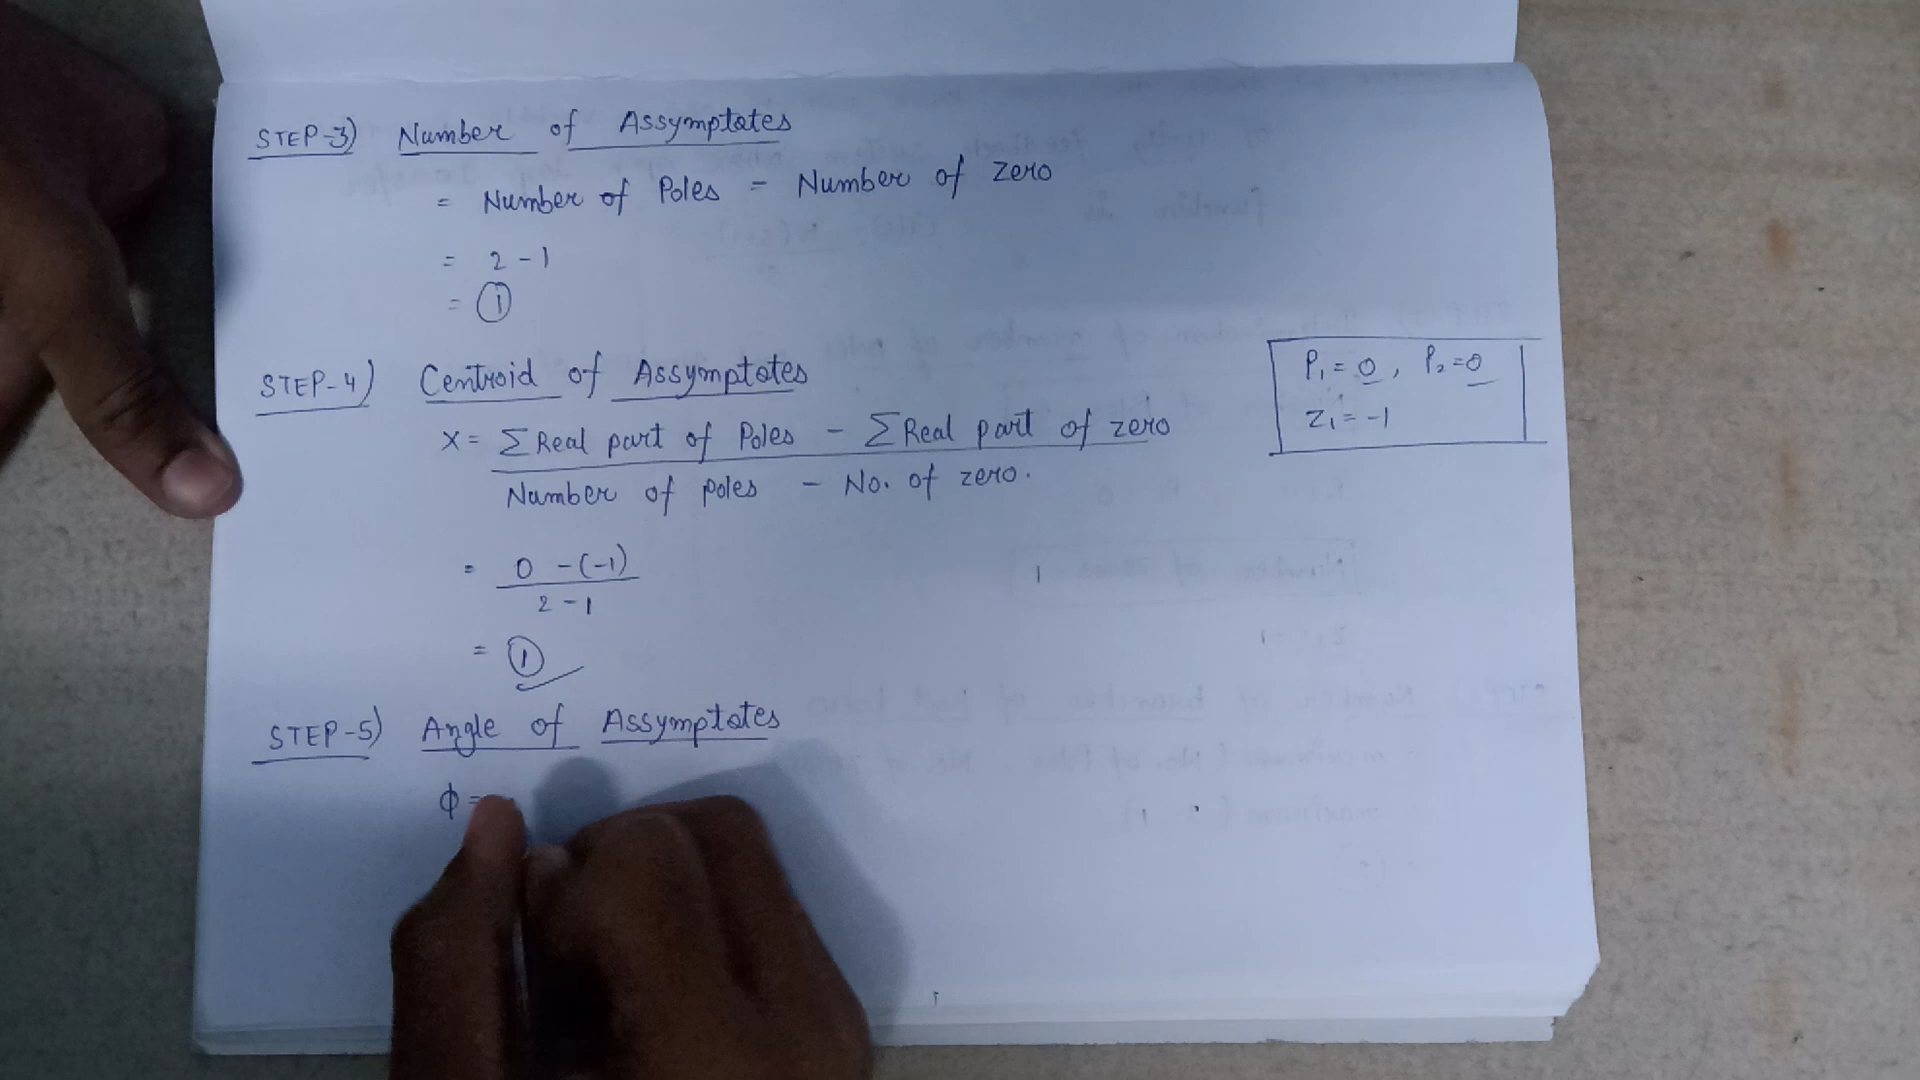 STEP-3) Number of Assymptotes
= Number of Poles - Number of zero
= 2 - 1
= 1
STEP-4) Centroid of Assymptotes
P₁ = 0, P₂ = 0
Z₁ = -1
X = Σ Real part of Poles - Σ Real part of zero
Number of poles - No. of zero.
= 0 - (-1)
2 - 1
= 1
STEP-5) Angle of Assymptotes
ϕ =